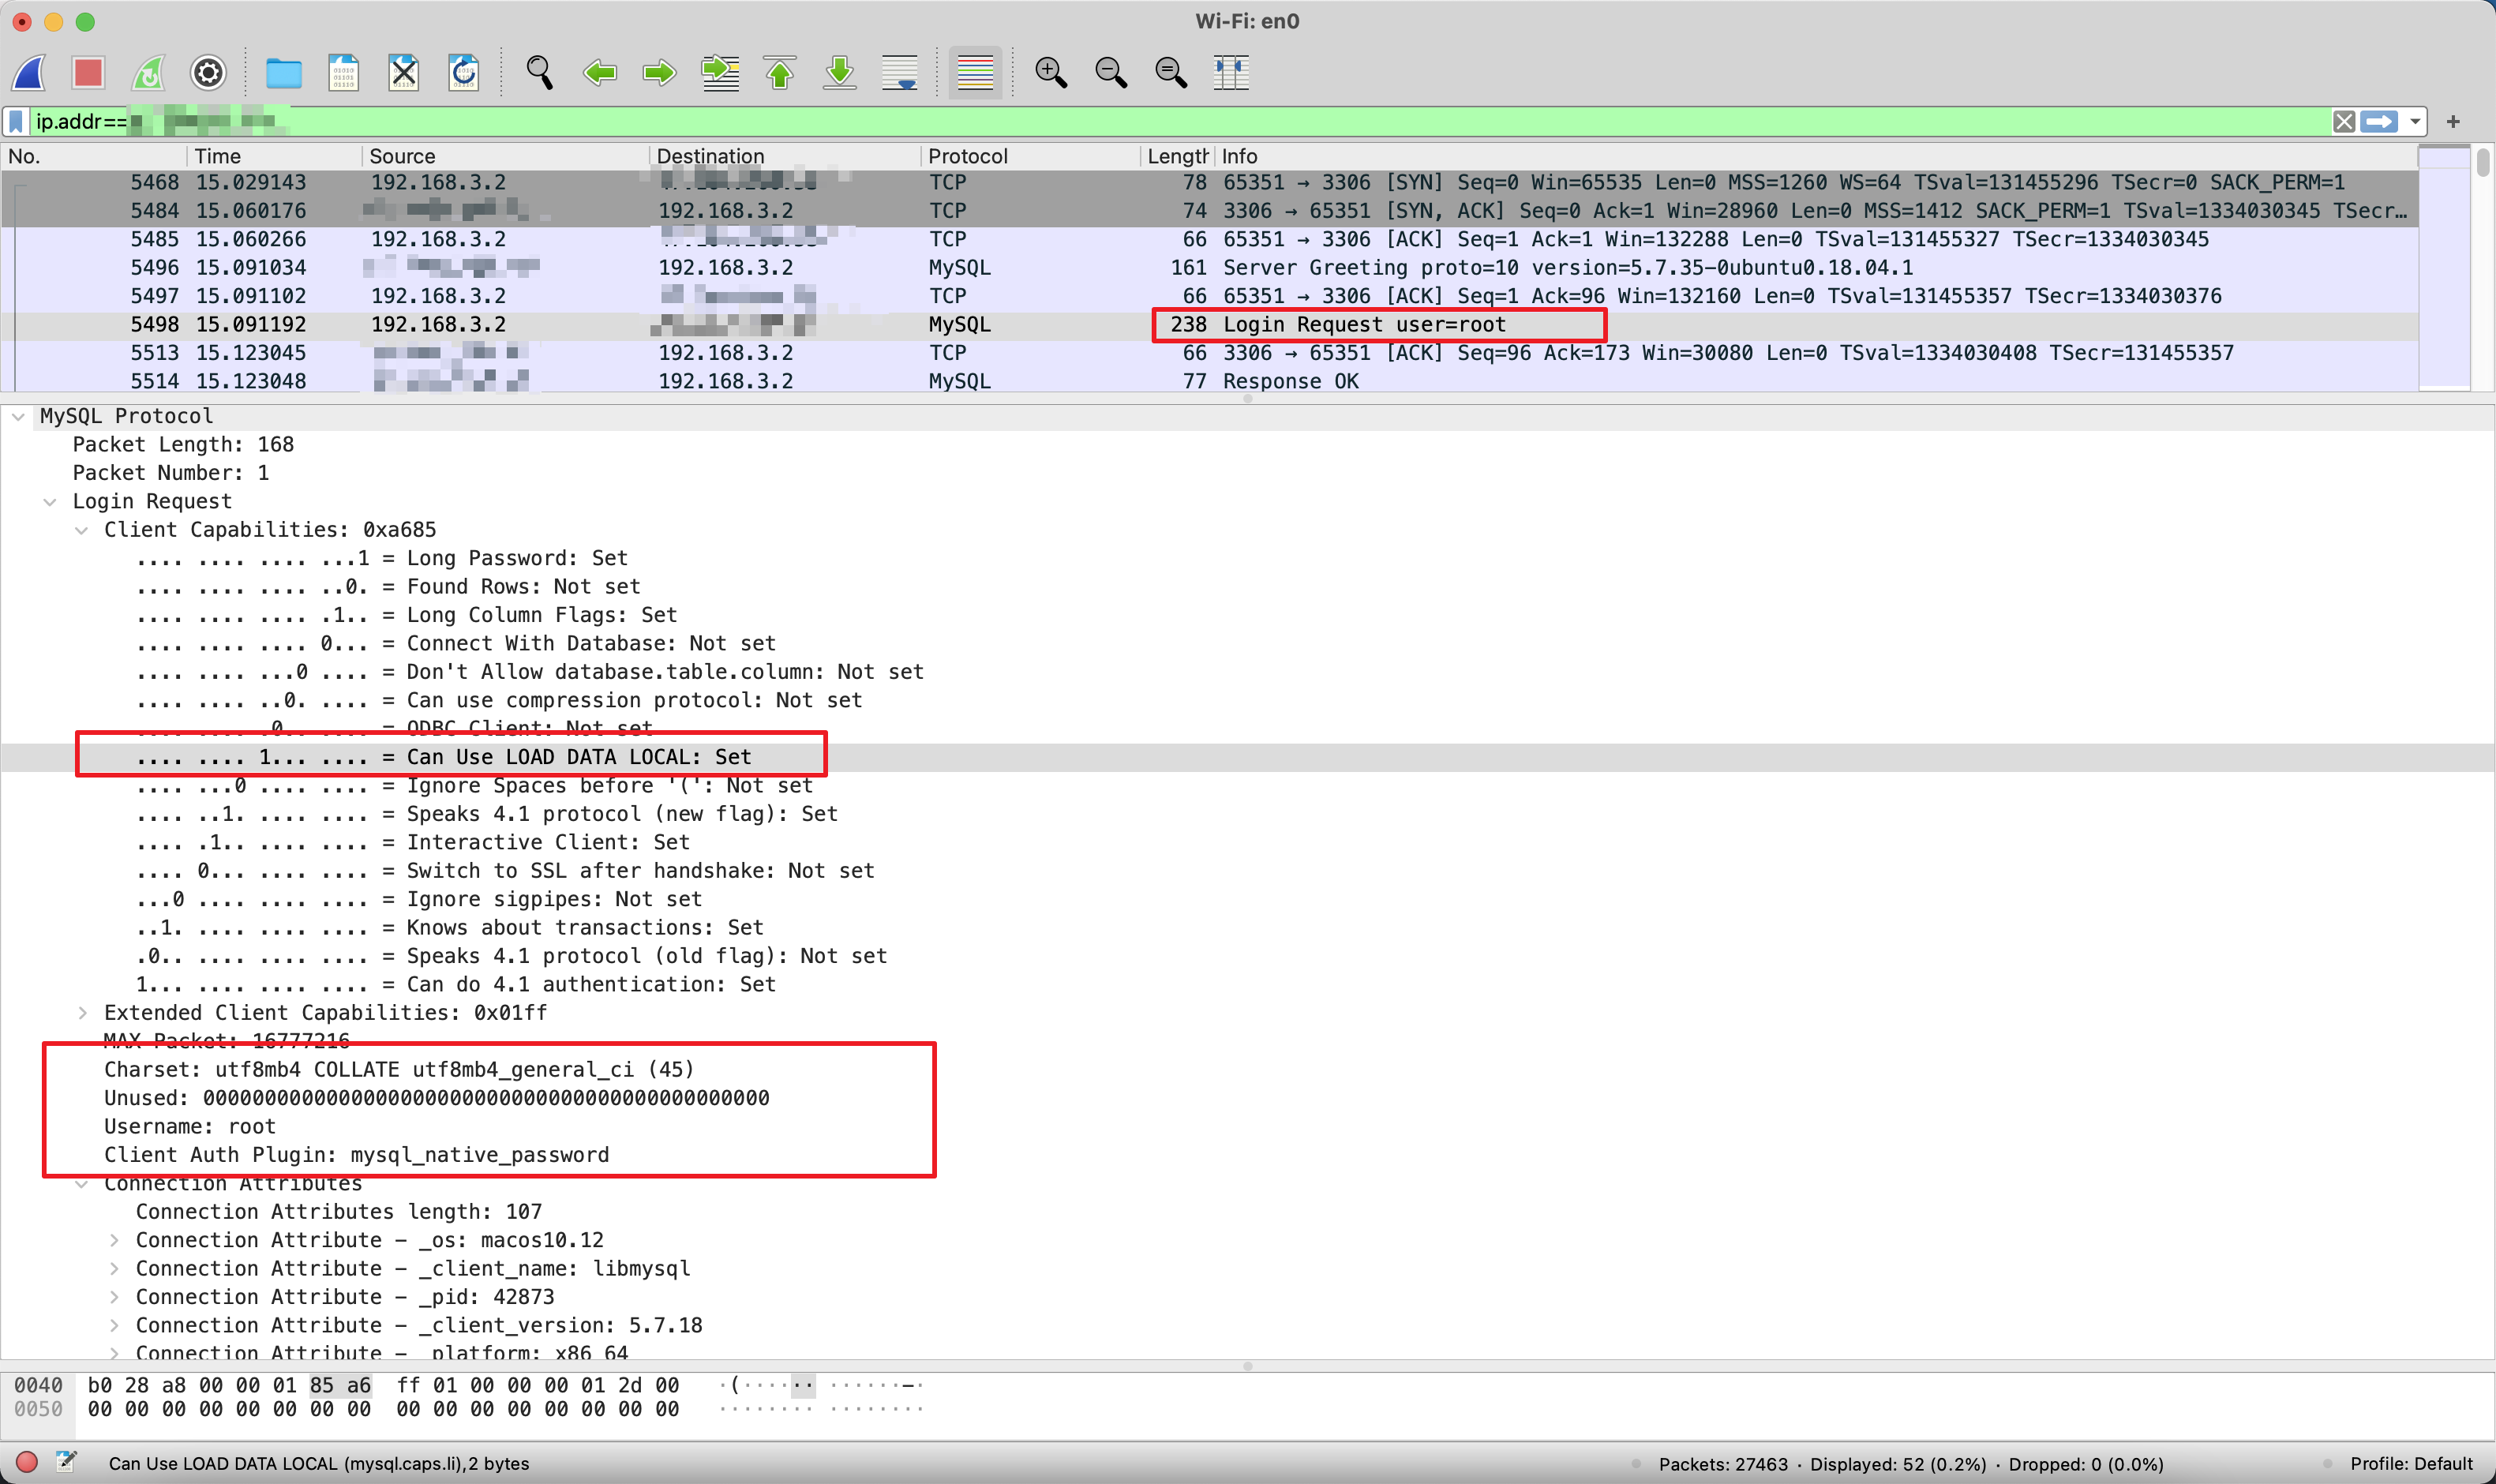 Wi-Fi: en0
ip.addr==
No. Time Source Destination Protocol Length Info
5468 15.029143 192.168.3.2 TCP 78 65351 → 3306 [SYN] Seq=0 Win=65535 Len=0 MSS=1260 WS=64 TSval=131455296 TSecr=0 SACK_PERM=1
5484 15.060176 192.168.3.2 TCP 74 3306 → 65351 [SYN, ACK] Seq=0 Ack=1 Win=28960 Len=0 MSS=1412 SACK_PERM=1 TSval=1334030345 TSecr…
5485 15.060266 192.168.3.2 TCP 66 65351 → 3306 [ACK] Seq=1 Ack=1 Win=132288 Len=0 TSval=131455327 TSecr=1334030345
5496 15.091034 192.168.3.2 MySQL 161 Server Greeting proto=10 version=5.7.35-0ubuntu0.18.04.1
5497 15.091102 192.168.3.2 TCP 66 65351 → 3306 [ACK] Seq=1 Ack=96 Win=132160 Len=0 TSval=131455357 TSecr=1334030376
5498 15.091192 192.168.3.2 MySQL 238 Login Request user=root
5513 15.123045 192.168.3.2 TCP 66 3306 → 65351 [ACK] Seq=96 Ack=173 Win=30080 Len=0 TSval=1334030408 TSecr=131455357
5514 15.123048 192.168.3.2 MySQL 77 Response OK
MySQL Protocol
Packet Length: 168
Packet Number: 1
Login Request
Client Capabilities: 0xa685
.... .... .... ...1 = Long Password: Set
.... .... .... ..0. = Found Rows: Not set
.... .... .... .1.. = Long Column Flags: Set
.... .... .... 0... = Connect With Database: Not set
.... .... ...0 .... = Don't Allow database.table.column: Not set
.... .... ..0. .... = Can use compression protocol: Not set
.... .... .0.. .... = ODBC Client: Not set
.... .... 1... .... = Can Use LOAD DATA LOCAL: Set
.... ...0 .... .... = Ignore Spaces before '(': Not set
.... ..1. .... .... = Speaks 4.1 protocol (new flag): Set
.... .1.. .... .... = Interactive Client: Set
.... 0... .... .... = Switch to SSL after handshake: Not set
...0 .... .... .... = Ignore sigpipes: Not set
..1. .... .... .... = Knows about transactions: Set
.0.. .... .... .... = Speaks 4.1 protocol (old flag): Not set
1... .... .... .... = Can do 4.1 authentication: Set
Extended Client Capabilities: 0x01ff
MAX Packet: 16777216
Charset: utf8mb4 COLLATE utf8mb4_general_ci (45)
Unused: 0000000000000000000000000000000000000000000000
Username: root
Client Auth Plugin: mysql_native_password
Connection Attributes
Connection Attributes length: 107
Connection Attribute - _os: macos10.12
Connection Attribute - _client_name: libmysql
Connection Attribute - _pid: 42873
Connection Attribute - _client_version: 5.7.18
Connection Attribute - _platform: x86_64
0040 b0 28 a8 00 00 01 85 a6 ff 01 00 00 00 01 2d 00 ·(······ ······-·
0050 00 00 00 00 00 00 00 00 00 00 00 00 00 00 00 00 ········ ········
Can Use LOAD DATA LOCAL (mysql.caps.li), 2 bytes Packets: 27463 · Displayed: 52 (0.2%) · Dropped: 0 (0.0%) Profile: Default